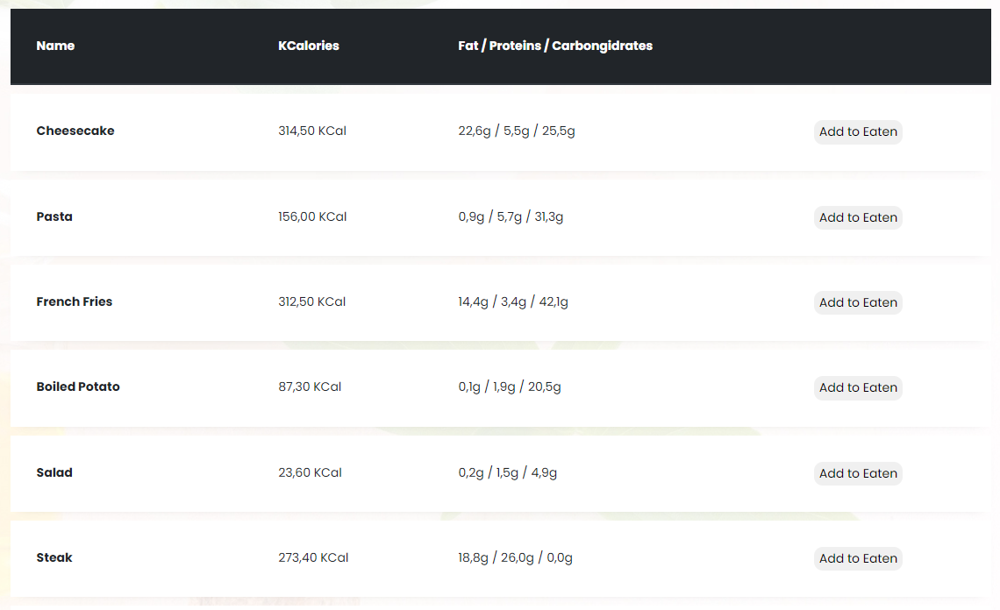 Name KCalories Fat / Proteins / Carbongidrates
Cheesecake 314,50 KCal 22,6g / 5,5g / 25,5g Add to Eaten
Pasta 156,00 KCal 0,9g / 5,7g / 31,3g Add to Eaten
French Fries 312,50 KCal 14,4g / 3,4g / 42,1g Add to Eaten
Boiled Potato 87,30 KCal 0,1g / 1,9g / 20,5g Add to Eaten
Salad 23,60 KCal 0,2g / 1,5g / 4,9g Add to Eaten
Steak 273,40 KCal 18,8g / 26,0g / 0,0g Add to Eaten